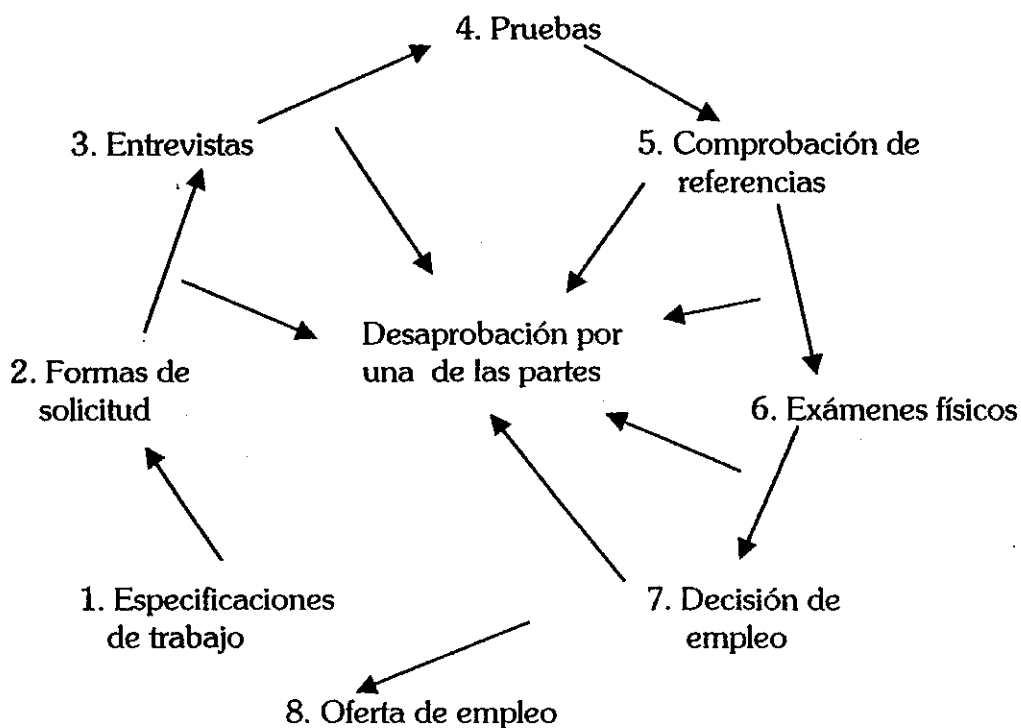 4. Pruebas
3. Entrevistas
5. Comprobación de
referencias
Desaprobación por
una de las partes
2. Formas de
solicitud
6. Exámenes físicos
1. Especificaciones
de trabajo
7. Decisión de
empleo
8. Oferta de empleo